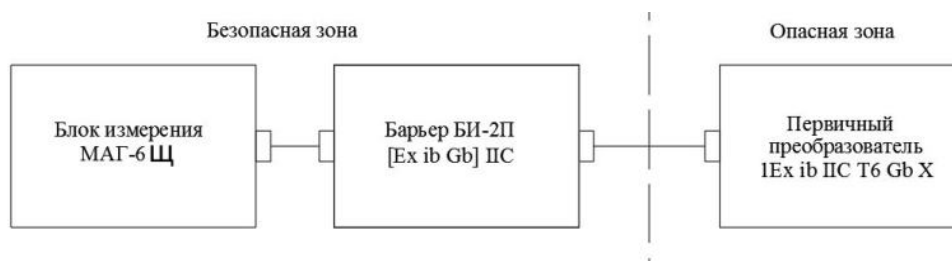 Безопасная зона
Опасная зона
Блок измерения
МАГ-6 Щ
Барьер БИ-2П
[Ex ib Gb] IIC
Первичный
преобразователь
1Ex ib IIC T6 Gb X